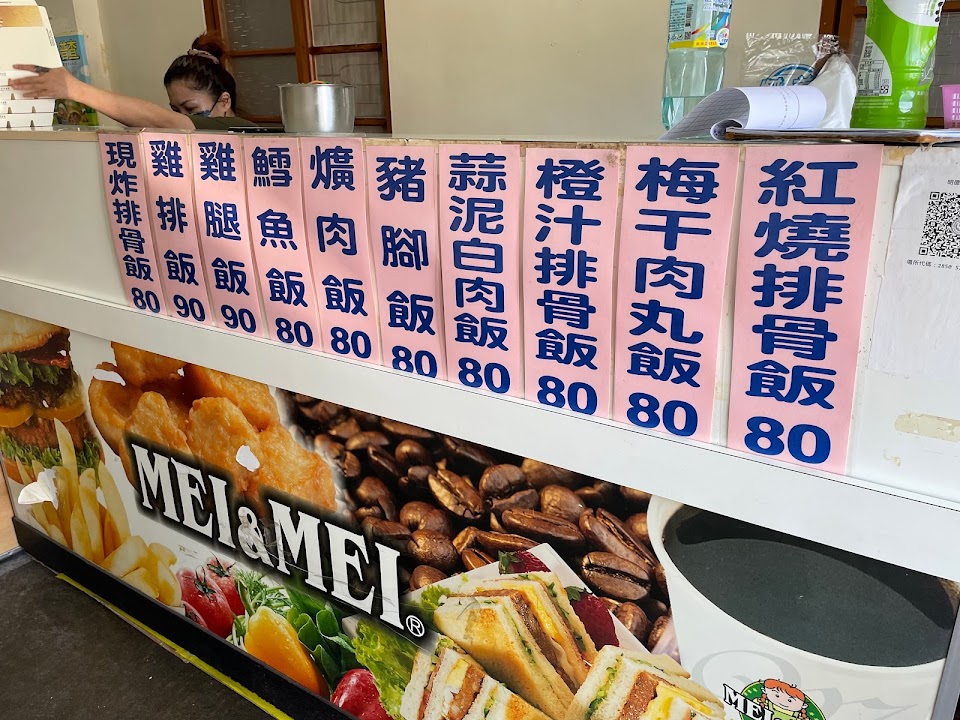 現炸排骨飯 80
雞排飯 90
雞腿飯 90
鱈魚飯 80
爌肉飯 80
豬腳飯 80
蒜泥白肉飯 80
橙汁排骨飯 80
梅干肉丸飯 80
紅燒排骨飯 80
MEI&MEI®